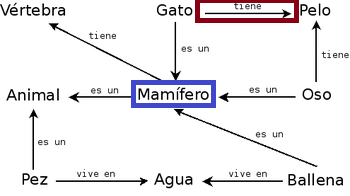 Vértebra
Gato
tiene
Pelo
tiene
es un
tiene
Animal
es un
Mamífero
es un
Oso
es un
es un
Pez
vive en
Agua
vive en
Ballena